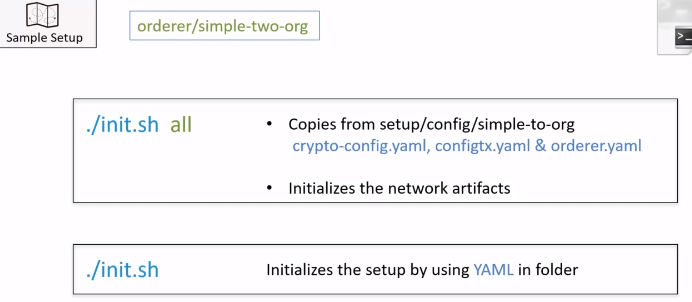 Sample Setup
orderer/simple-two-org
>_
./init.sh all
• Copies from setup/config/simple-to-org
crypto-config.yaml, configtx.yaml & orderer.yaml
• Initializes the network artifacts
./init.sh
Initializes the setup by using YAML in folder